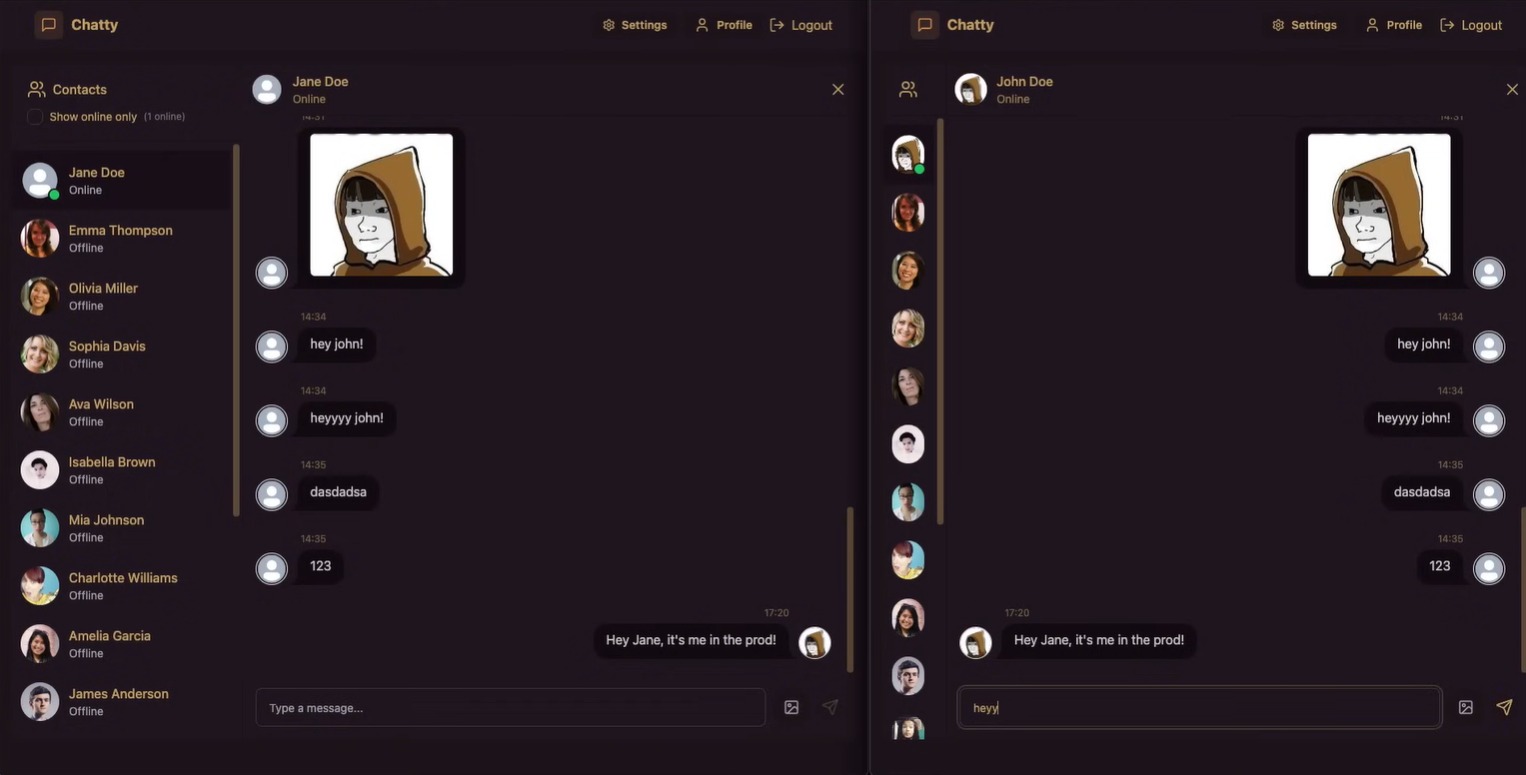 Chatty
Settings
Profile
Logout
Contacts
Show online only (1 online)
Jane Doe
Online
Emma Thompson
Offline
Olivia Miller
Offline
Sophia Davis
Offline
Ava Wilson
Offline
Isabella Brown
Offline
Mia Johnson
Offline
Charlotte Williams
Offline
Amelia Garcia
Offline
James Anderson
Offline
Jane Doe
Online
14:31
14:34
hey john!
14:34
heyyyy john!
14:35
dasdadsa
14:35
123
17:20
Hey Jane, it's me in the prod!
Type a message...
Chatty
Settings
Profile
Logout
John Doe
Online
14:31
14:34
hey john!
14:34
heyyyy john!
14:35
dasdadsa
14:35
123
17:20
Hey Jane, it's me in the prod!
heyy